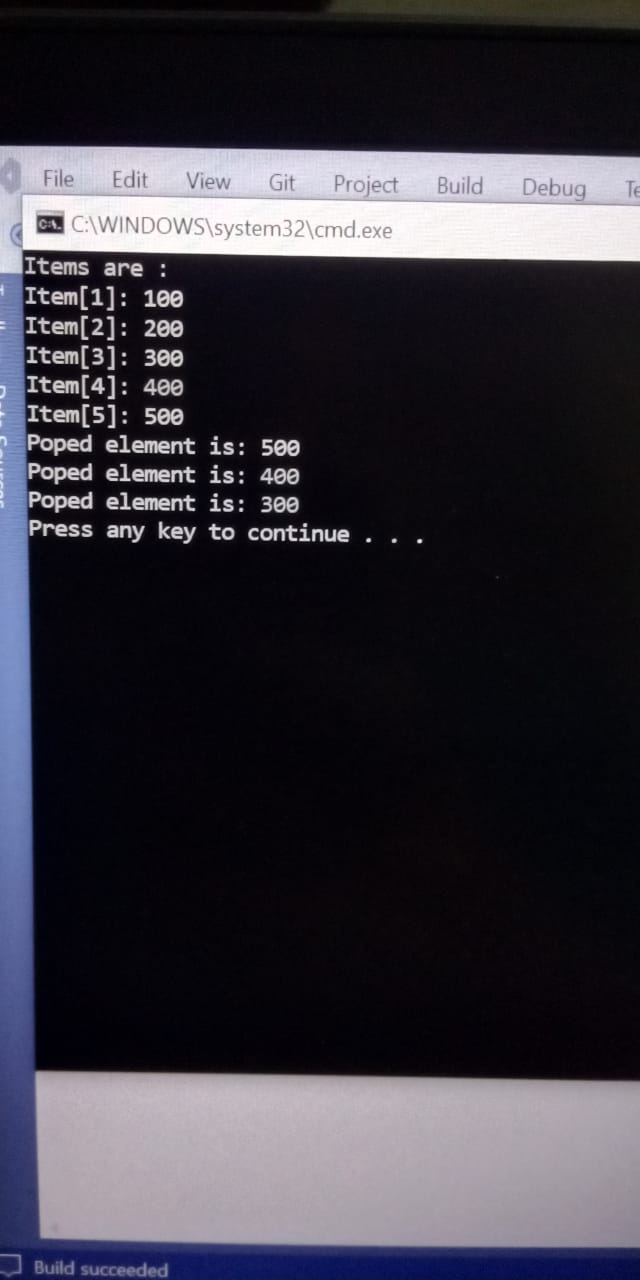 File Edit View Git Project Build Debug
C:\WINDOWS\system32\cmd.exe
Items are :
Item[1]: 100
Item[2]: 200
Item[3]: 300
Item[4]: 400
Item[5]: 500
Poped element is: 500
Poped element is: 400
Poped element is: 300
Press any key to continue . . .
Build succeeded